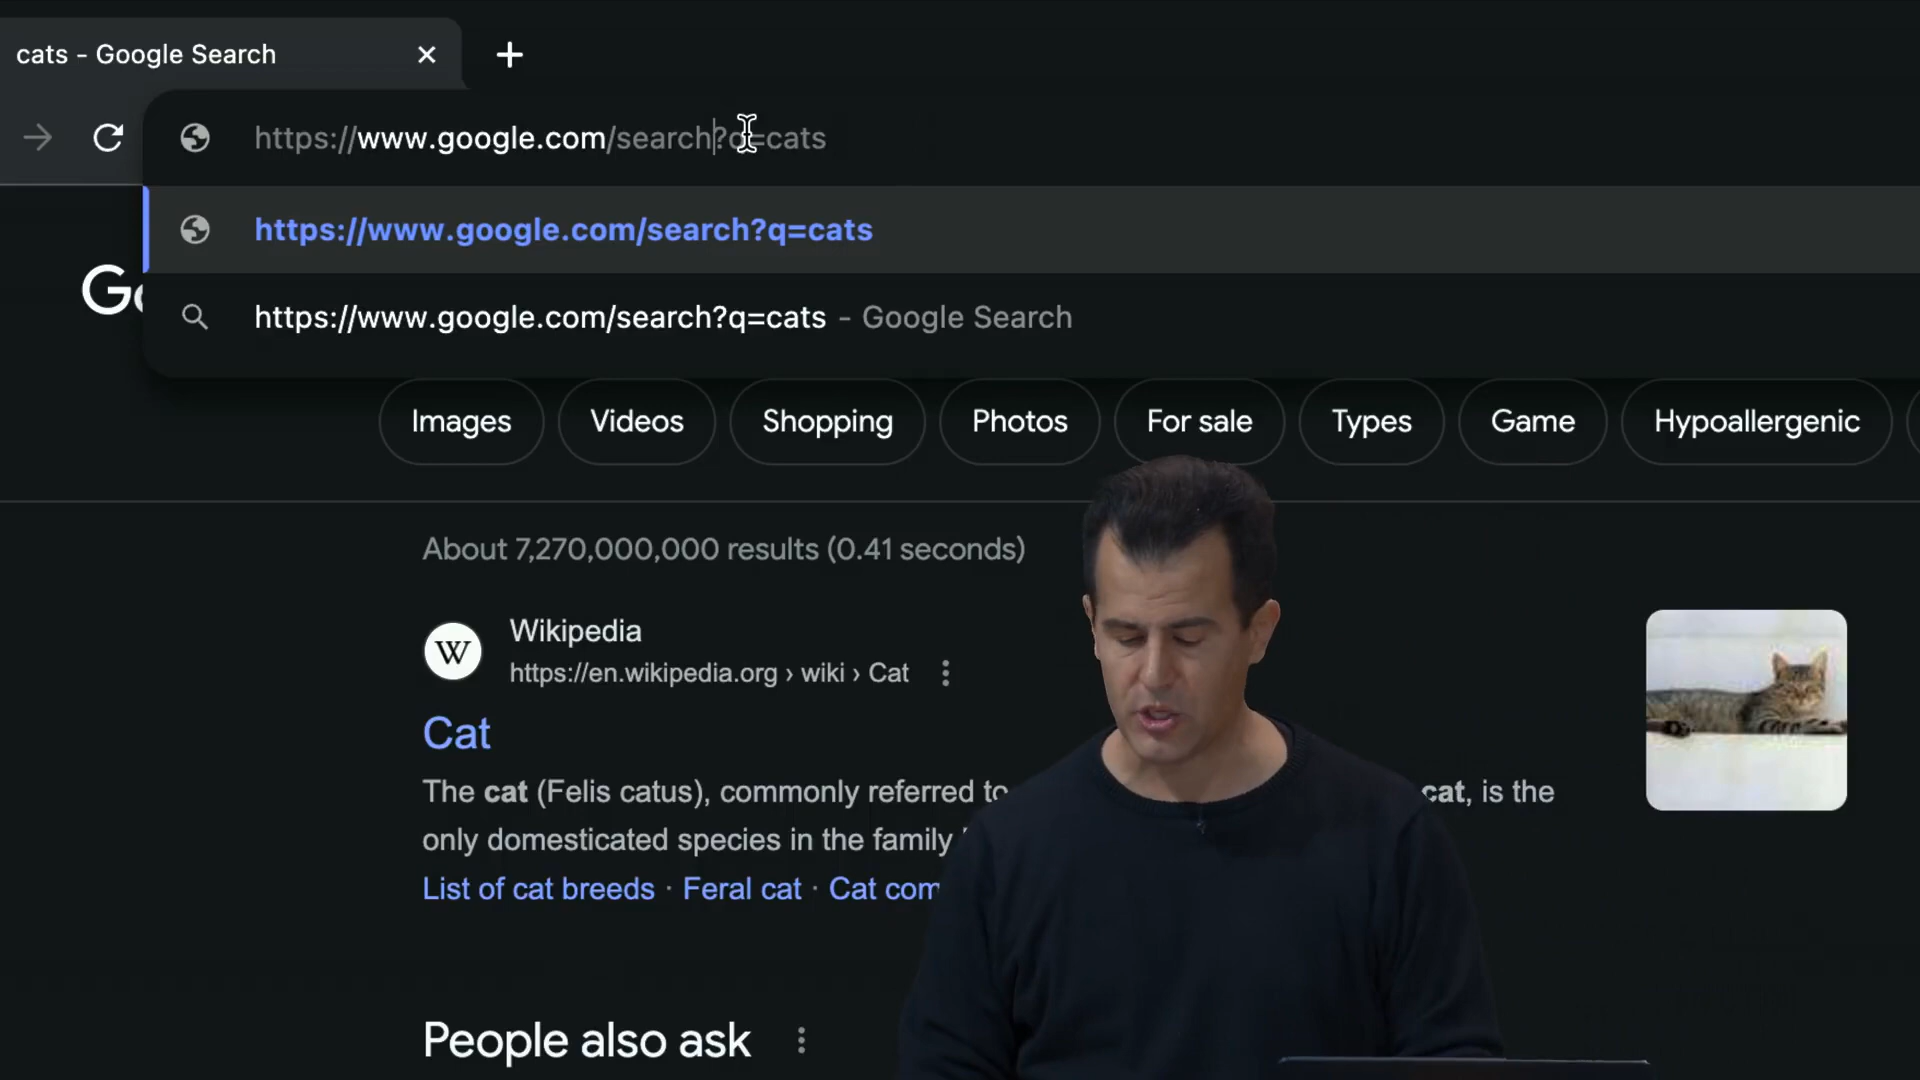 cats - Google Search
https://www.google.com/search?q=cats
https://www.google.com/search?q=cats
https://www.google.com/search?q=cats - Google Search
Go
Images Videos Shopping Photos For sale Types Game Hypoallergenic
About 7,270,000,000 results (0.41 seconds)
W
Wikipedia
https://en.wikipedia.org › wiki › Cat
Cat
The cat (Felis catus), commonly referred to cat, is the
only domesticated species in the family
List of cat breeds · Feral cat · Cat com
People also ask